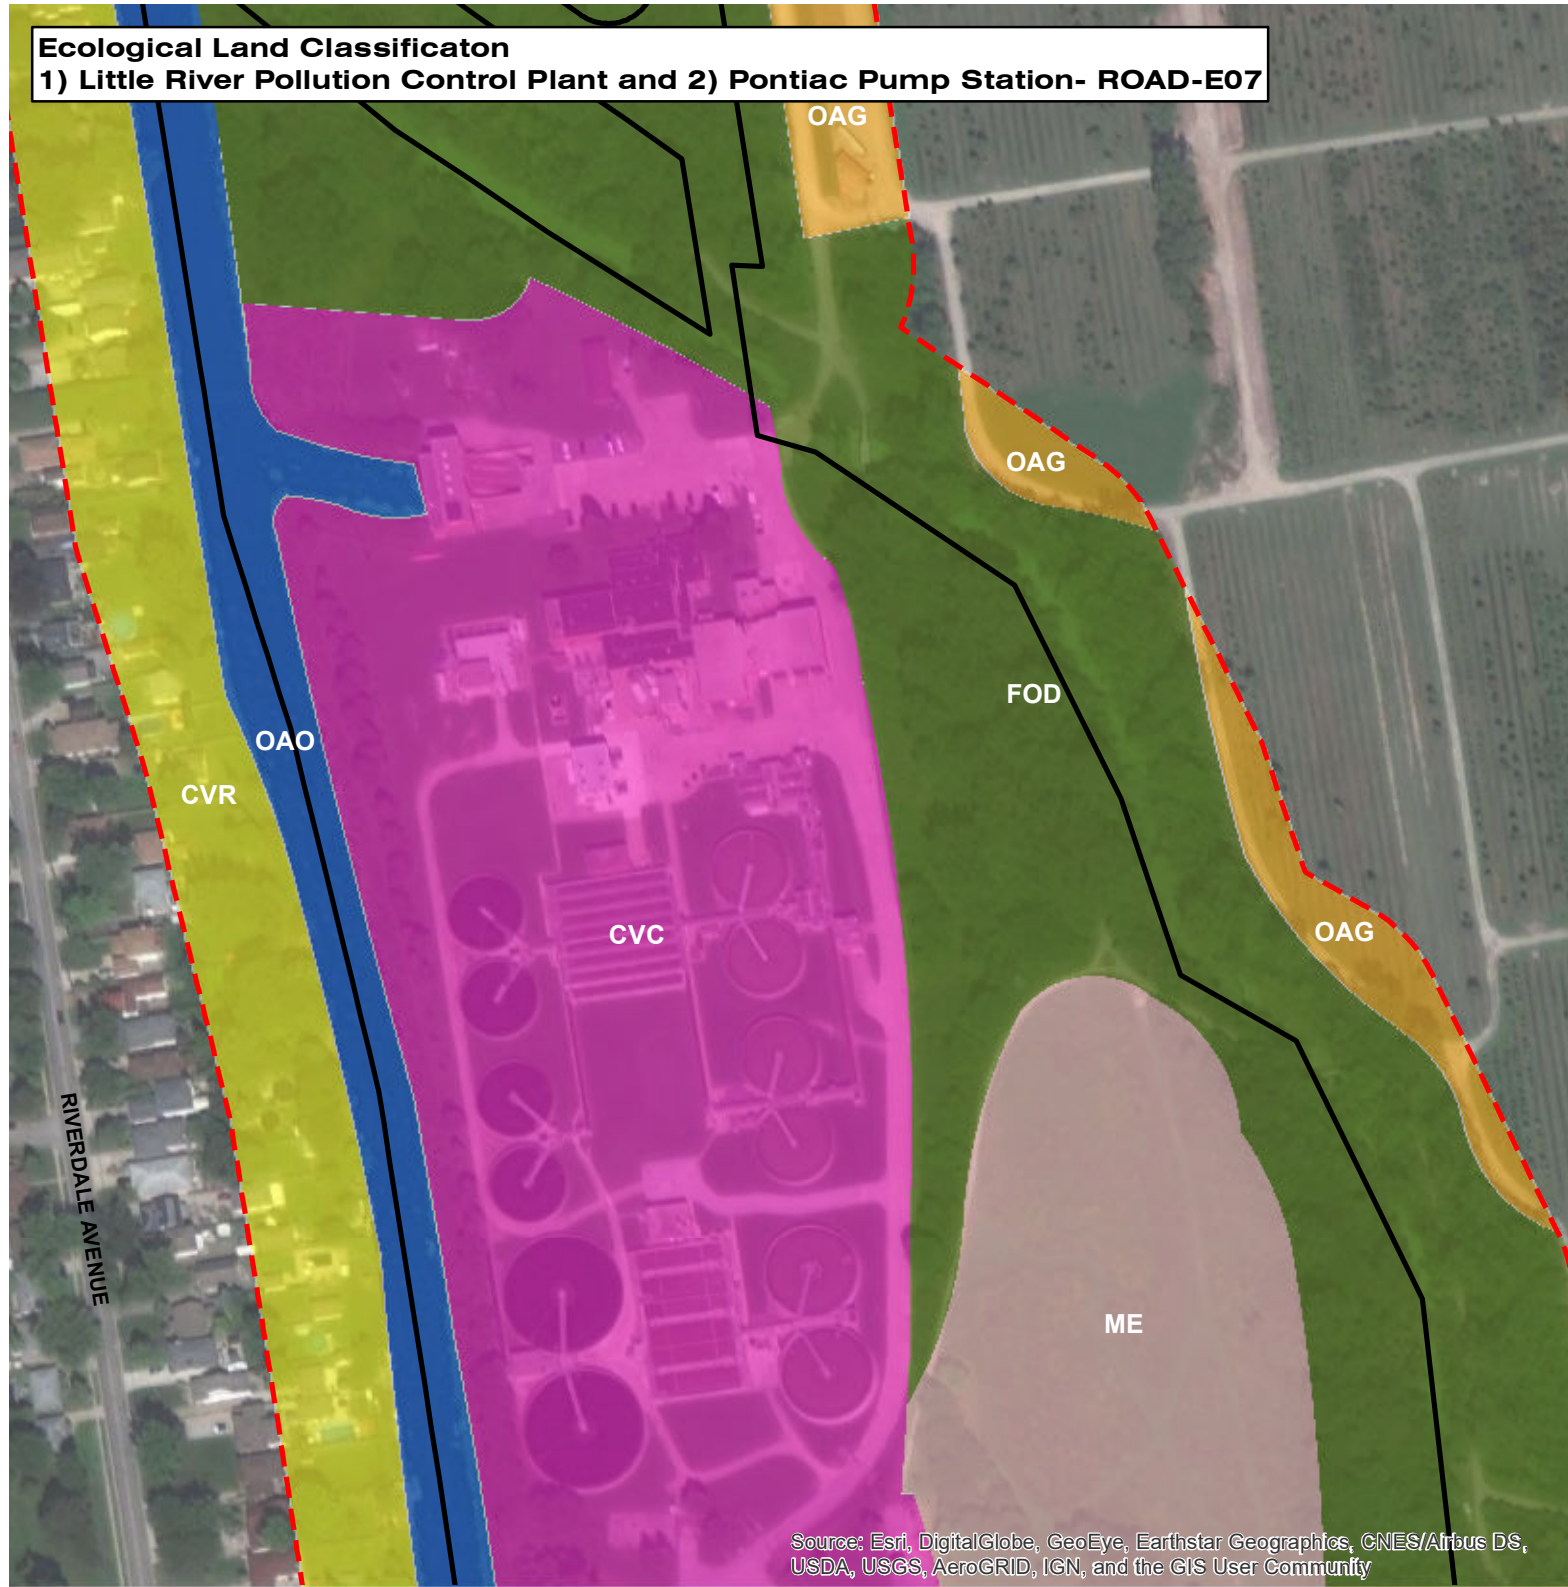 Ecological Land Classificaton
1) Little River Pollution Control Plant and 2) Pontiac Pump Station- ROAD-E07
OAG
OAG
FOD
OAO
CVR
OAG
CVC
RIVERDALE AVENUE
ME
Source: Esri, DigitalGlobe, GeoEye, Earthstar Geographics, CNES/Airbus DS,
USDA, USGS, AeroGRID, IGN, and the GIS User Community